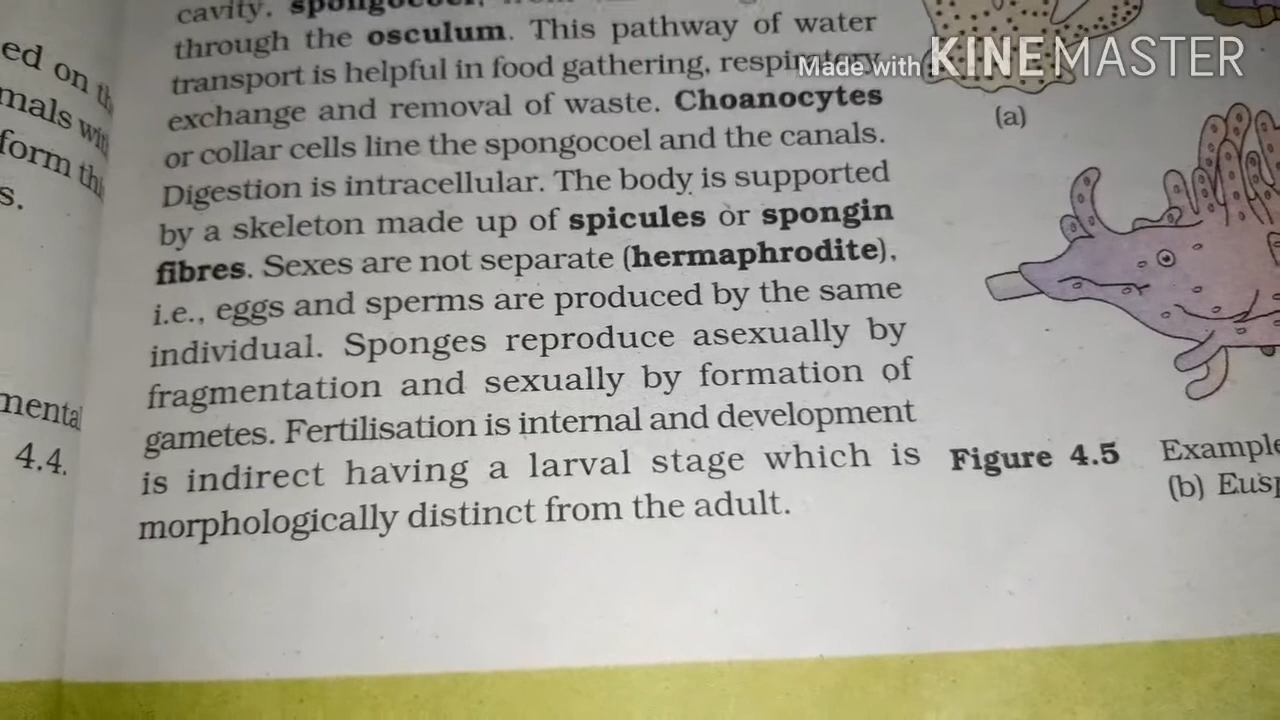 ed on th
mals with
form thi
s.
mental
4.4.
cavity, spongocoel,
through the osculum. This pathway of water
transport is helpful in food gathering, respiratory
exchange and removal of waste. Choanocytes
or collar cells line the spongocoel and the canals.
Digestion is intracellular. The body is supported
by a skeleton made up of spicules or spongin
fibres. Sexes are not separate (hermaphrodite),
i.e., eggs and sperms are produced by the same
individual. Sponges reproduce asexually by
fragmentation and sexually by formation of
gametes. Fertilisation is internal and development
is indirect having a larval stage which is
morphologically distinct from the adult.
Made with KINEMASTER
(a)
Figure 4.5 Example
(b) Eusp